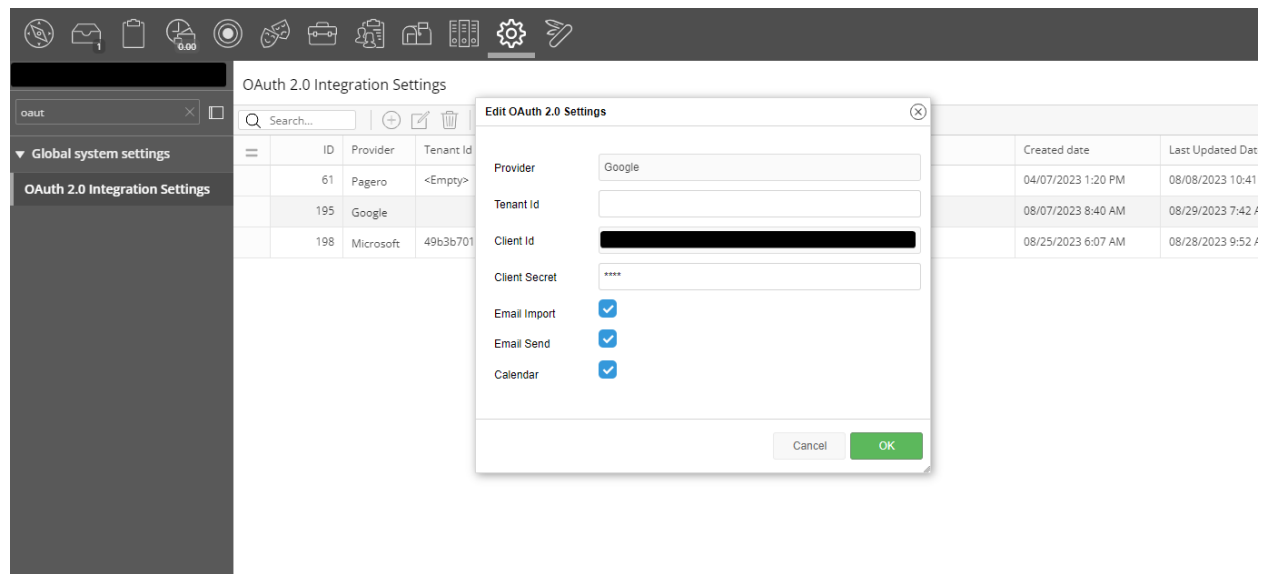 1
0.00
OAuth 2.0 Integration Settings
oaut
Search...
Edit OAuth 2.0 Settings
Global system settings
OAuth 2.0 Integration Settings
ID Provider Tenant Id Created date Last Updated Dat
61 Pagero <Empty> 04/07/2023 1:20 PM 08/08/2023 10:41
195 Google 08/07/2023 8:40 AM 08/29/2023 7:42 A
198 Microsoft 49b3b701 08/25/2023 6:07 AM 08/28/2023 9:52 A
Provider Google
Tenant Id
Client Id
Client Secret ****
Email Import
Email Send
Calendar
Cancel OK